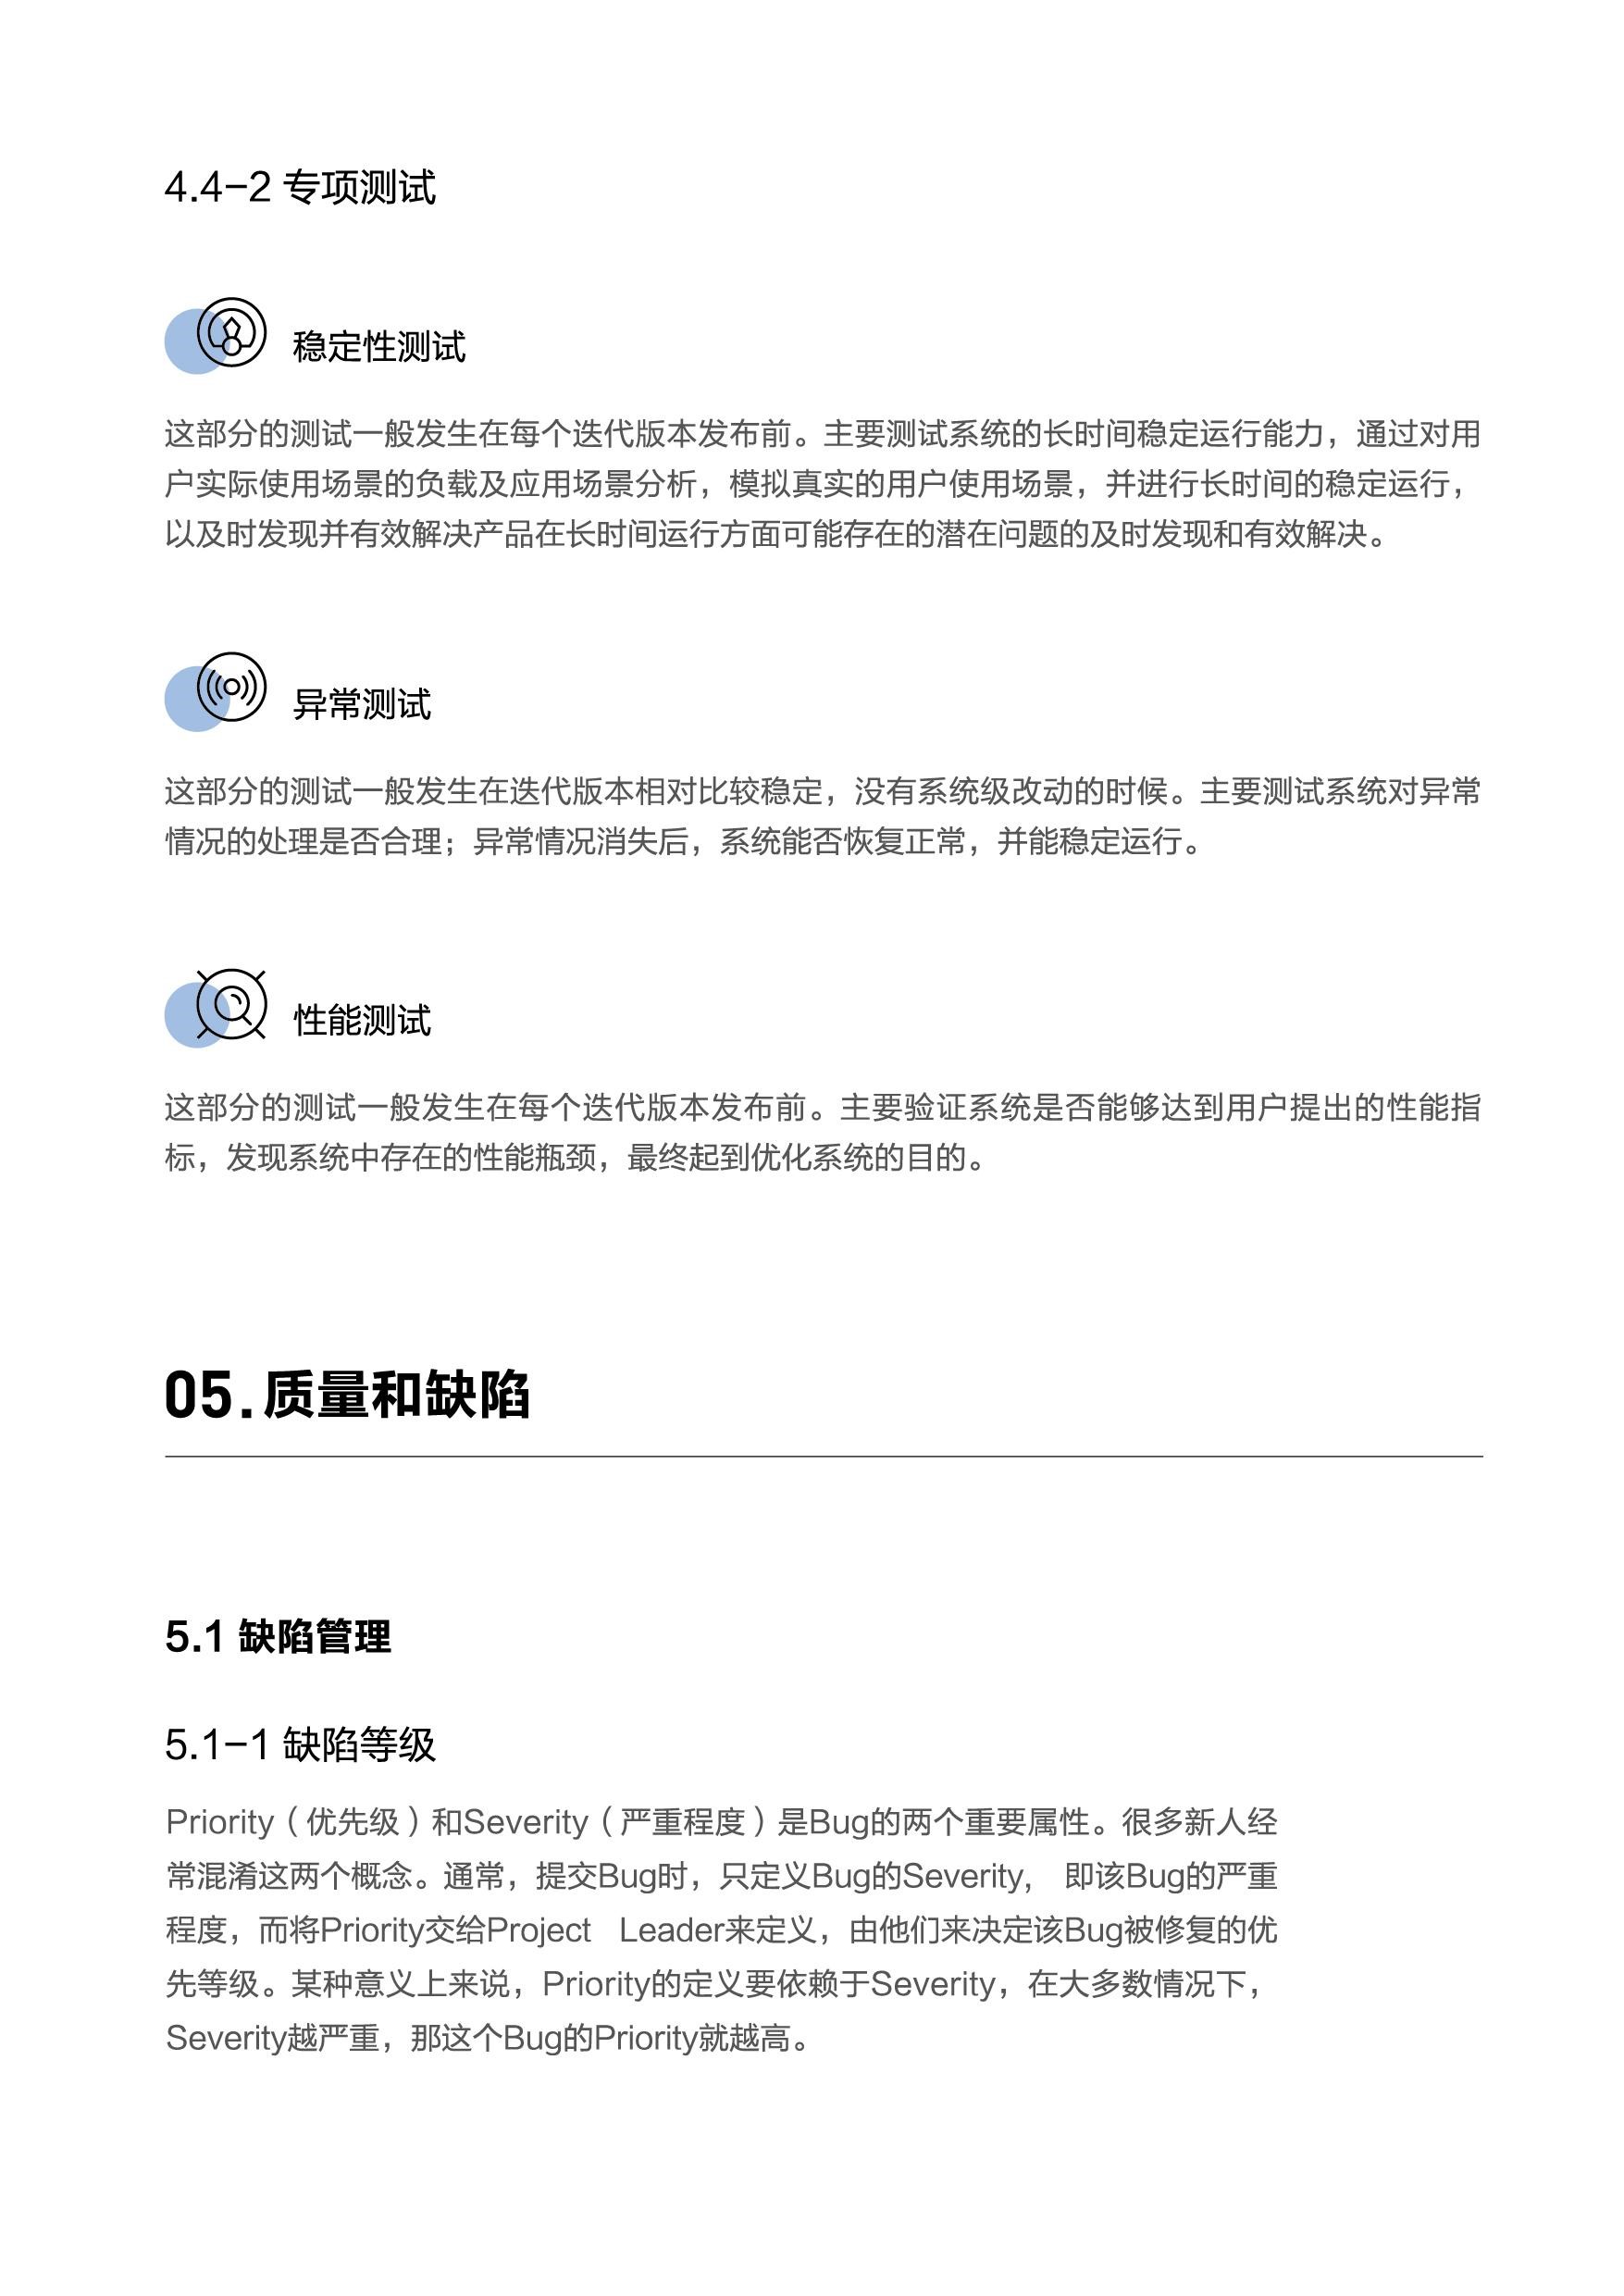 4.4-2 专项测试
稳定性测试
这部分的测试一般发生在每个迭代版本发布前。主要测试系统的长时间稳定运行能力，通过对用
户实际使用场景的负载及应用场景分析，模拟真实的用户使用场景，并进行长时间的稳定运行，
以及时发现并有效解决产品在长时间运行方面可能存在的潜在问题的及时发现和有效解决。
异常测试
这部分的测试一般发生在迭代版本相对比较稳定，没有系统级改动的时候。主要测试系统对异常
情况的处理是否合理；异常情况消失后，系统能否恢复正常，并能稳定运行。
性能测试
这部分的测试一般发生在每个迭代版本发布前。主要验证系统是否能够达到用户提出的性能指
标，发现系统中存在的性能瓶颈，最终起到优化系统的目的。
05.质量和缺陷
5.1 缺陷管理
5.1-1 缺陷等级
Priority（优先级）和Severity（严重程度）是Bug的两个重要属性。很多新人经
常混淆这两个概念。通常，提交Bug时，只定义Bug的Severity， 即该Bug的严重
程度，而将Priority交给Project Leader来定义，由他们来决定该Bug被修复的优
先等级。某种意义上来说，Priority的定义要依赖于Severity，在大多数情况下，
Severity越严重，那这个Bug的Priority就越高。